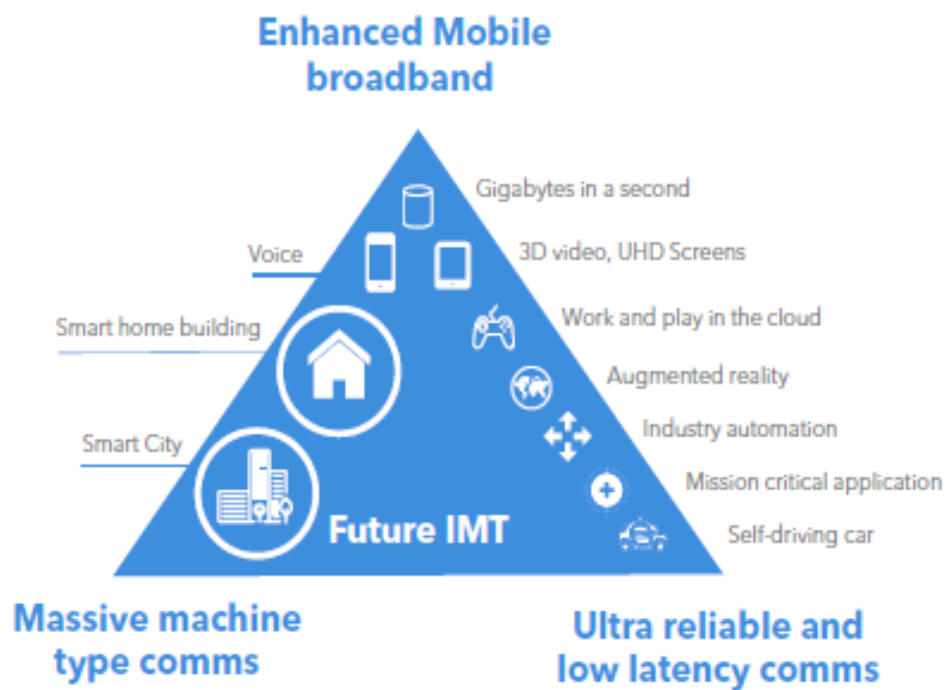 Enhanced Mobile
broadband
Gigabytes in a second
Voice
3D video, UHD Screens
Smart home building
Work and play in the cloud
Augmented reality
Industry automation
Smart City
Mission critical application
Future IMT
Self-driving car
Massive machine
type comms
Ultra reliable and
low latency comms